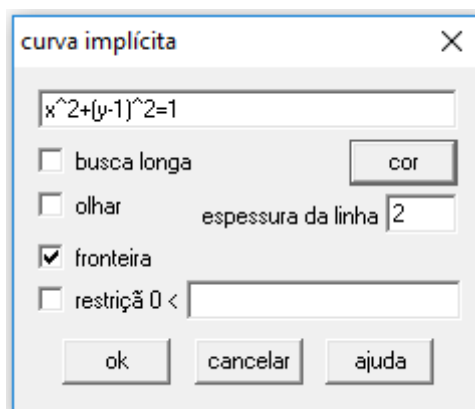 curva implícita
x^2+(y-1)^2=1
busca longa
cor
olhar
espessura da linha 2
fronteira
restriçã 0 <
ok cancelar ajuda